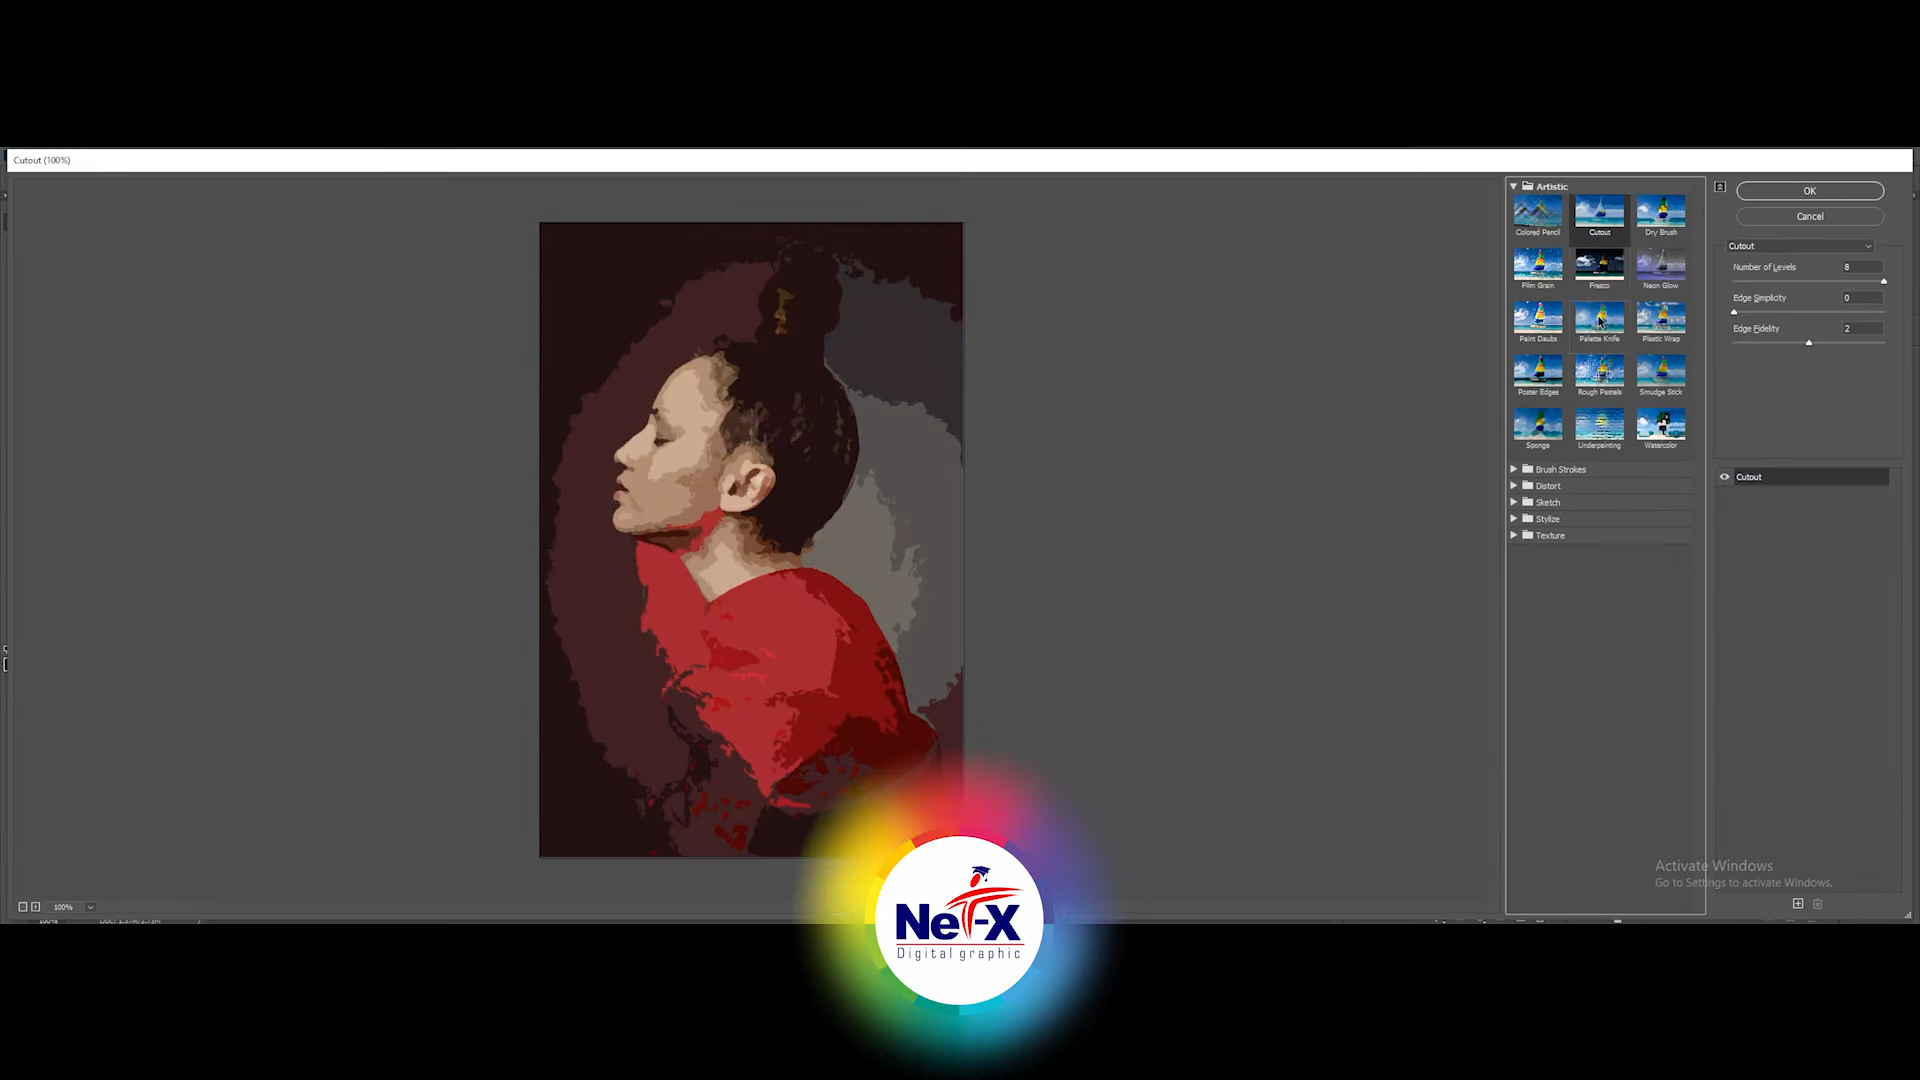 Cutout (100%)
Artistic
Colored Pencil
Cutout
Dry Brush
Film Grain
Fresco
Neon Glow
Paint Daubs
Palette Knife
Plastic Wrap
Poster Edges
Rough Pastels
Smudge Stick
Sponge
Underpainting
Watercolor
Brush Strokes
Distort
Sketch
Stylize
Texture
OK
Cancel
Cutout
Number of Levels 8
Edge Simplicity 0
Edge Fidelity 2
Cutout
Activate Windows
Go to Settings to activate Windows.
100%
NeT-X
Digital graphic